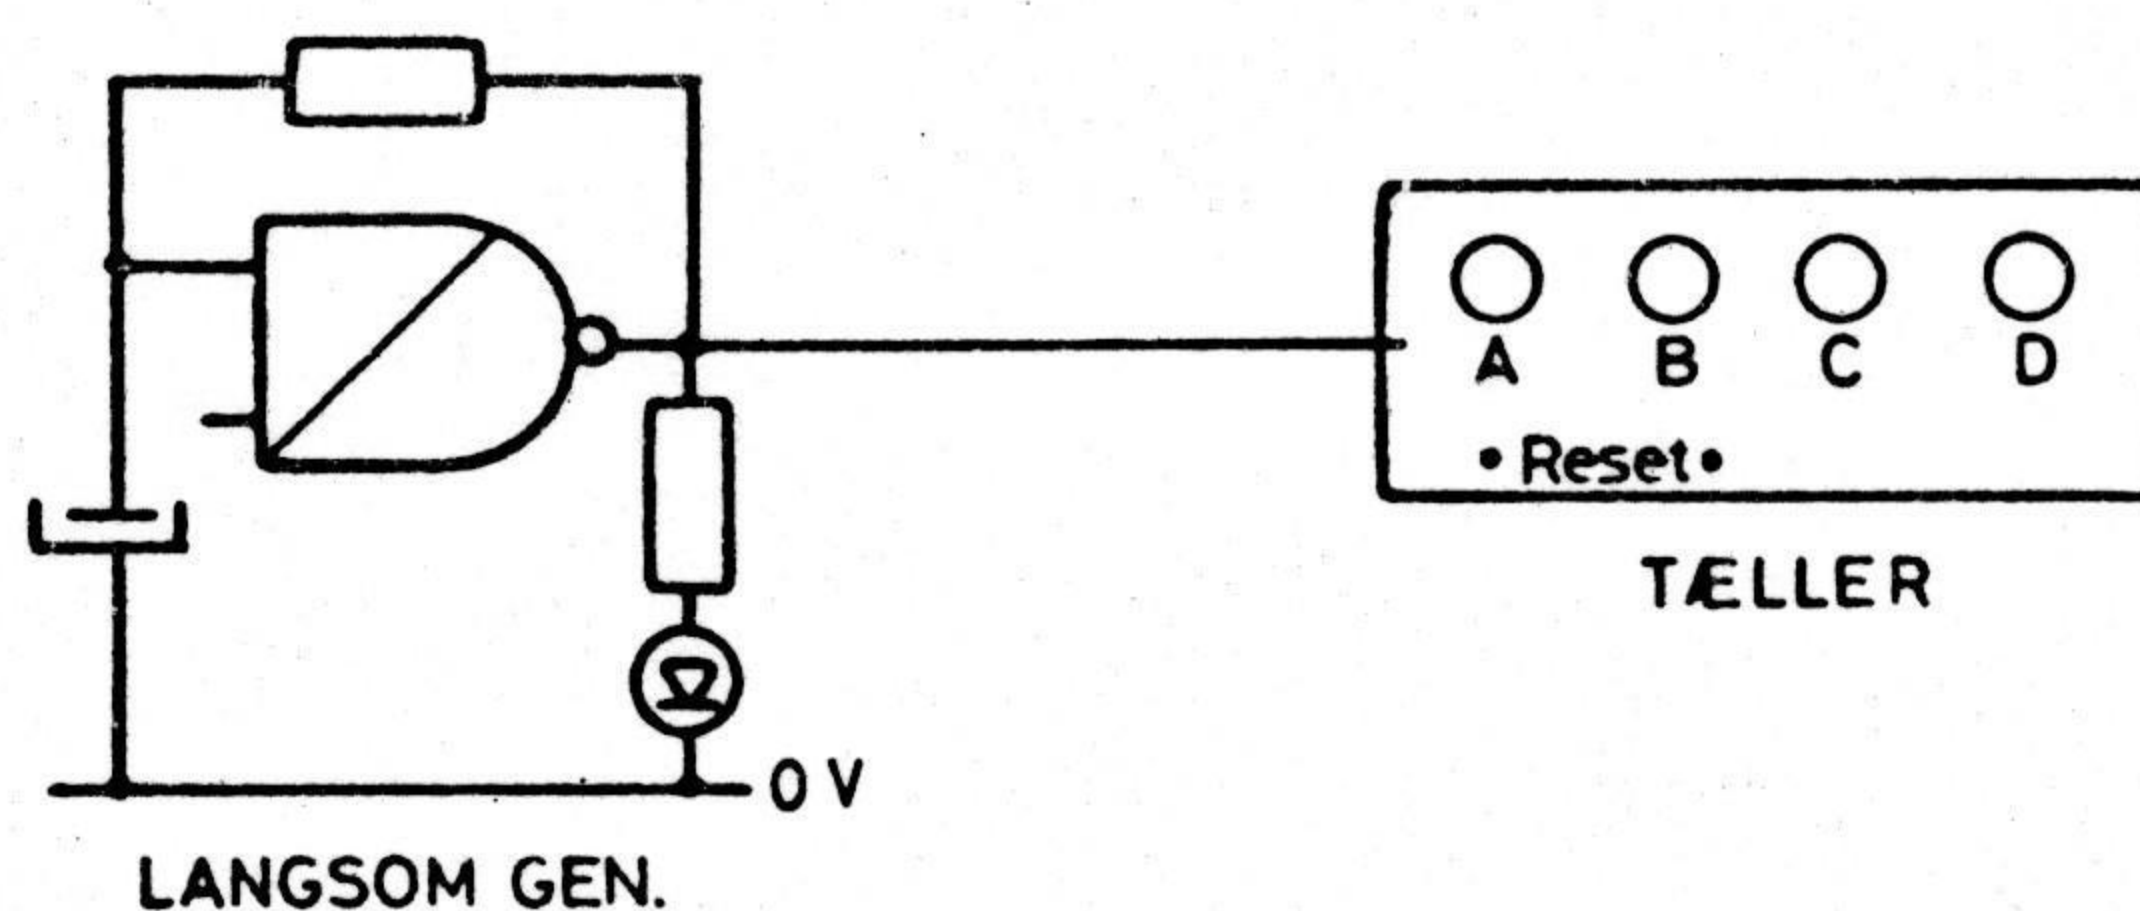 A B C D
• Reset •
TÆLLER
0 V
LANGSOM GEN.